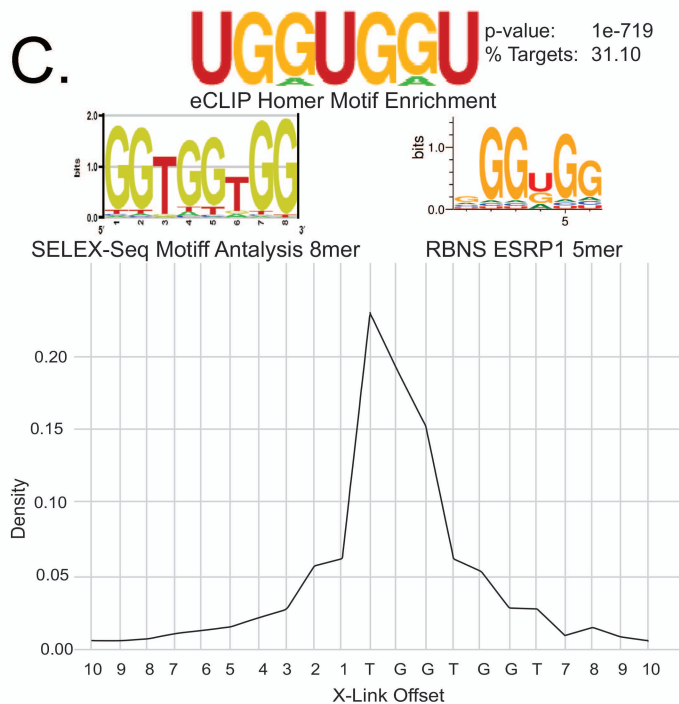 C.
UGGUGGU
p-value: 1e-719
% Targets: 31.10
eCLIP Homer Motif Enrichment
2.0
1.0
0.0
bits
GGTGGTGG
5' 1 2 3 4 5 6 7 8 3'
bits
1.0
0.0
GGUGG
5
SELEX-Seq Motiff Antalysis 8mer
RBNS ESRP1 5mer
Density
0.20
0.15
0.10
0.05
0.00
10 9 8 7 6 5 4 3 2 1 T G G T G G T 7 8 9 10
X-Link Offset